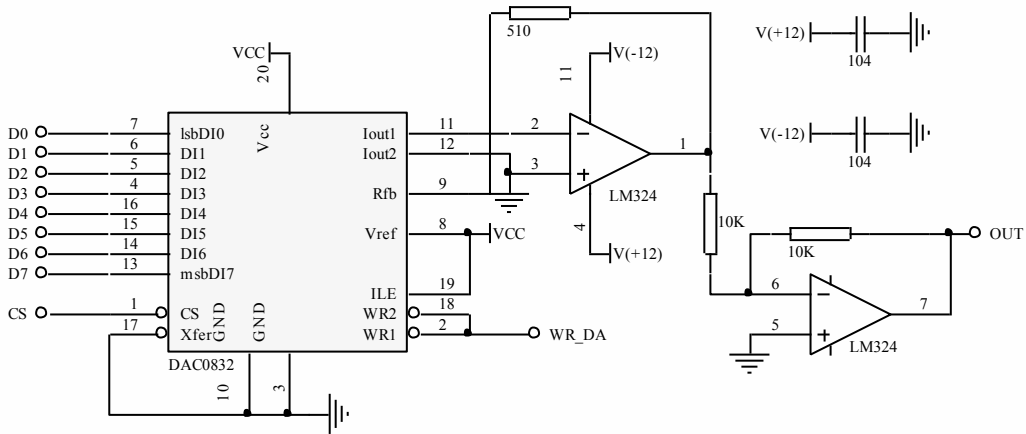 510
V(+12)
104
VCC
20
11
V(-12)
D0 7 lsbDI0 Vcc Iout1 11 2
D1 6 DI1 Iout2 12 1
V(-12)
104
D2 5 DI2 3
D3 4 DI3 Rfb 9 LM324
D4 16 DI4
D5 15 DI5 Vref 8 VCC 4 10K
D6 14 DI6 V(+12) 10K OUT
D7 13 msbDI7
ILE 19 6
CS 1 CS WR2 18 7
17 Xfer GND GND WR1 2 WR_DA 5
DAC0832 LM324
10 3